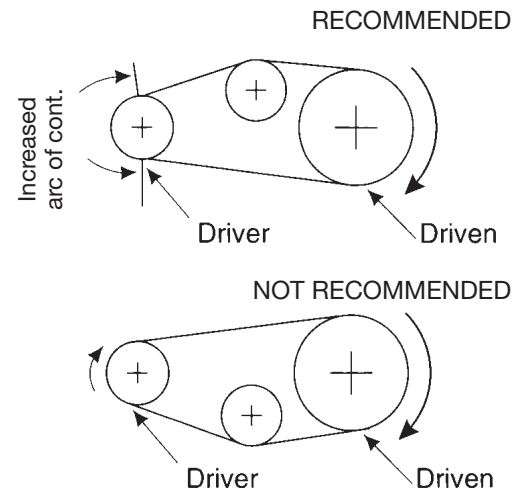 RECOMMENDED
Increased
arc of cont.
Driver
Driven
NOT RECOMMENDED
Driver
Driven